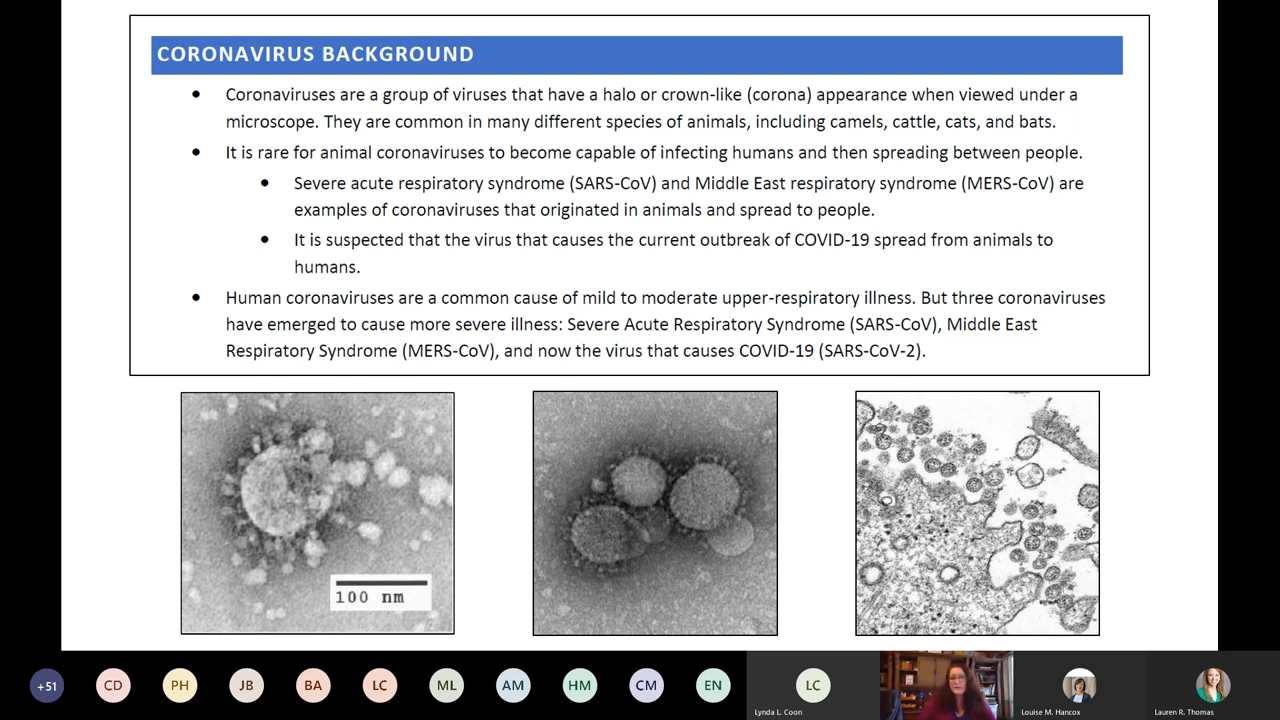 CORONAVIRUS BACKGROUND
• Coronaviruses are a group of viruses that have a halo or crown-like (corona) appearance when viewed under a
microscope. They are common in many different species of animals, including camels, cattle, cats, and bats.
• It is rare for animal coronaviruses to become capable of infecting humans and then spreading between people.
• Severe acute respiratory syndrome (SARS-CoV) and Middle East respiratory syndrome (MERS-CoV) are
examples of coronaviruses that originated in animals and spread to people.
• It is suspected that the virus that causes the current outbreak of COVID-19 spread from animals to
humans.
• Human coronaviruses are a common cause of mild to moderate upper-respiratory illness. But three coronaviruses
have emerged to cause more severe illness: Severe Acute Respiratory Syndrome (SARS-CoV), Middle East
Respiratory Syndrome (MERS-CoV), and now the virus that causes COVID-19 (SARS-CoV-2).
100 nm
+51 CD PH JB BA LC ML AM HM CM EN LC
Lynda L. Coon Louise M. Hancox Lauren R. Thomas